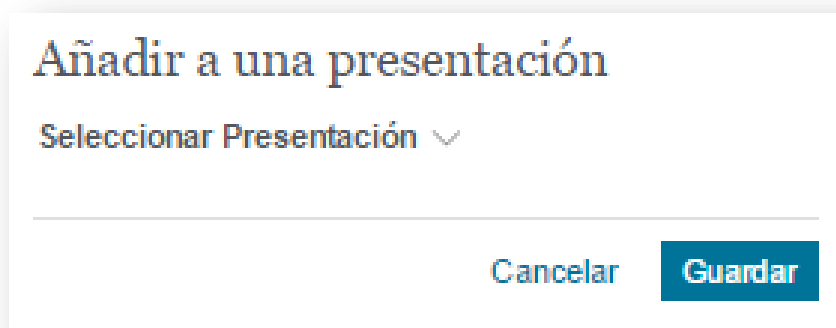 Añadir a una presentación
Seleccionar Presentación
Cancelar Guardar